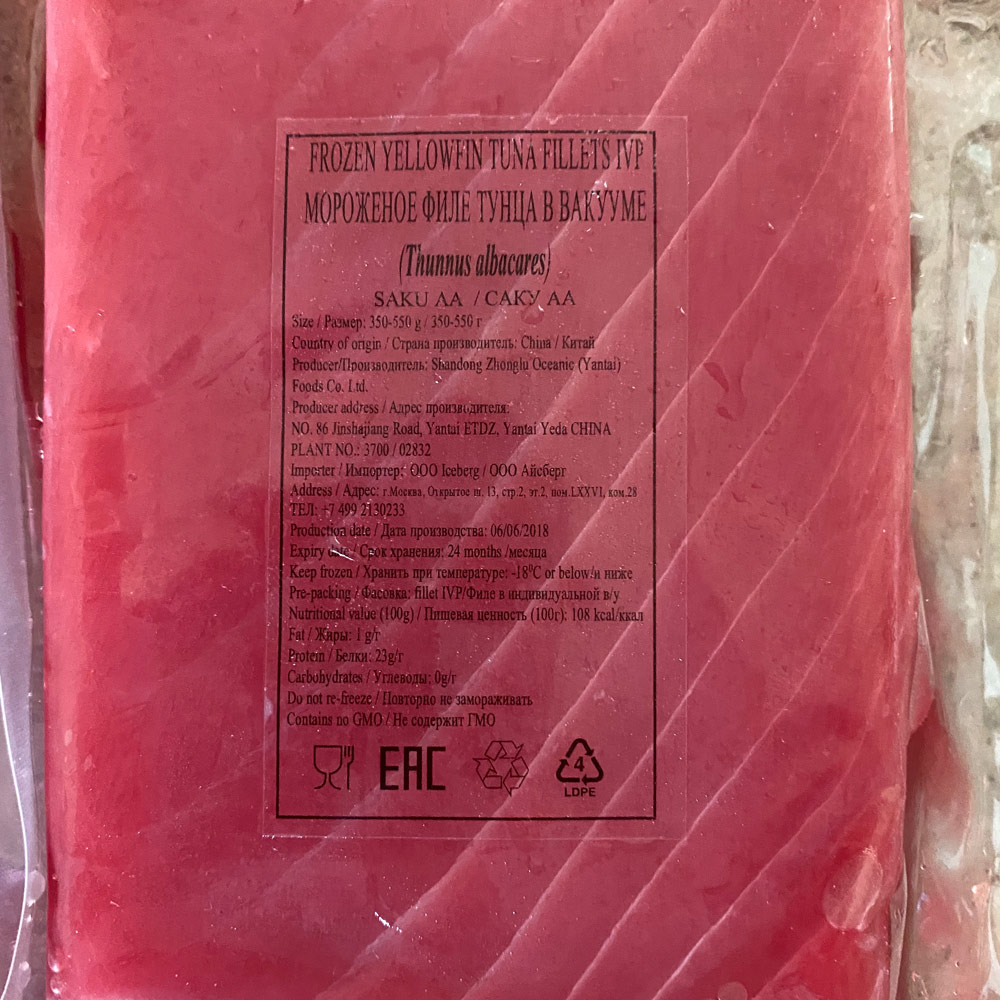 FROZEN YELLOWFIN TUNA FILLETS IVP
МОРОЖЕНОЕ ФИЛЕ ТУНЦА В ВАКУУМЕ
(Thunnus albacares)
SAKU AA / САКУ АА
Size / Размер: 350-550 g / 350-550 г
Country of origin / Страна производитель: China / Китай
Producer/Производитель: Shandong Zhonglu Oceanic (Yantai)
Foods Co. Ltd.
Producer address / Адрес производителя:
NO. 86 Jinshajiang Road, Yantai ETDZ, Yantai Yeda CHINA
PLANT NO.: 3700 / 02832
Importer / Импортер: ООО Iceberg / ООО Айсберг
Address / Адрес: г.Москва, Открытое ш. 13, стр.2, эт.2, пом.LXXVI, ком.28
ТЕЛ: +7 499 2130233
Production date / Дата производства: 06/06/2018
Expiry date / Срок хранения: 24 months /месяца
Keep frozen / Хранить при температуре: -18°C or below/и ниже
Pre-packing / Фасовка: fillet IVP/Филе в индивидуальной в/у
Nutritional value (100g) / Пищевая ценность (100г): 108 kcal/ккал
Fat / Жиры: 1 g/г
Protein / Белки: 23g/г
Carbohydrates / Углеводы: 0g/г
Do not re-freeze / Повторно не замораживать
Contains no GMO / Не содержит ГМО
EAC
4
LDPE